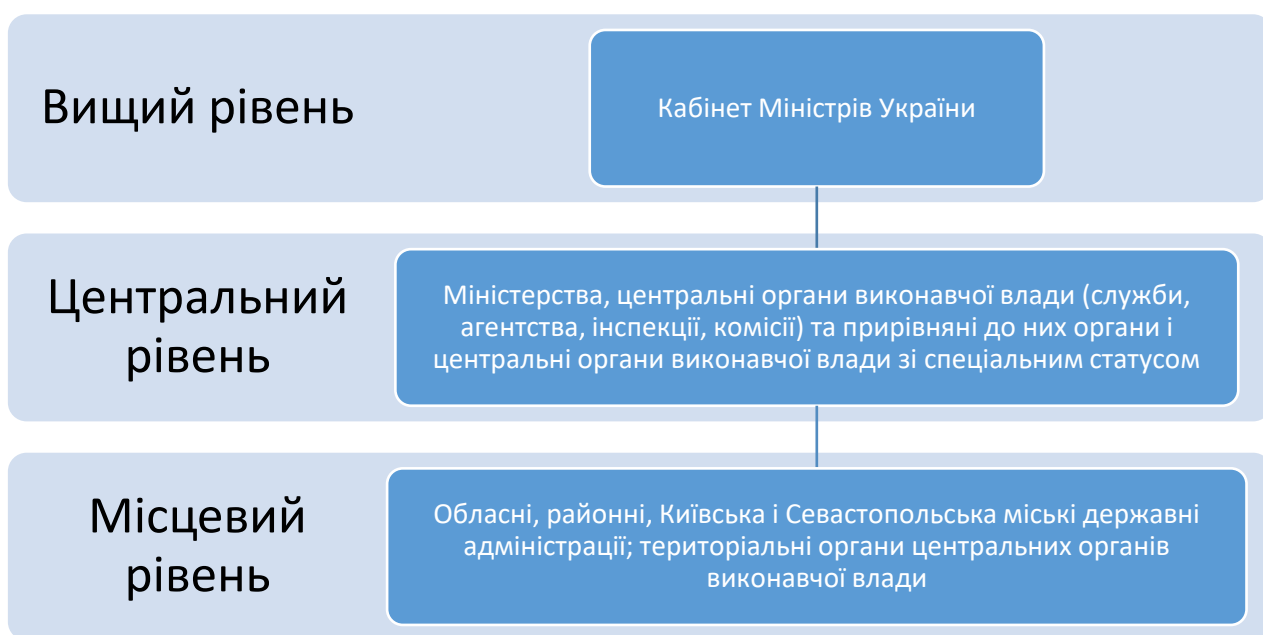 Вищий рівень
Кабінет Міністрів України
Центральний
рівень
Міністерства, центральні органи виконавчої влади (служби,
агентства, інспекції, комісії) та прирівняні до них органи і
центральні органи виконавчої влади зі спеціальним статусом
Місцевий
рівень
Обласні, районні, Київська і Севастопольська міські державні
адміністрації; територіальні органи центральних органів
виконавчої влади